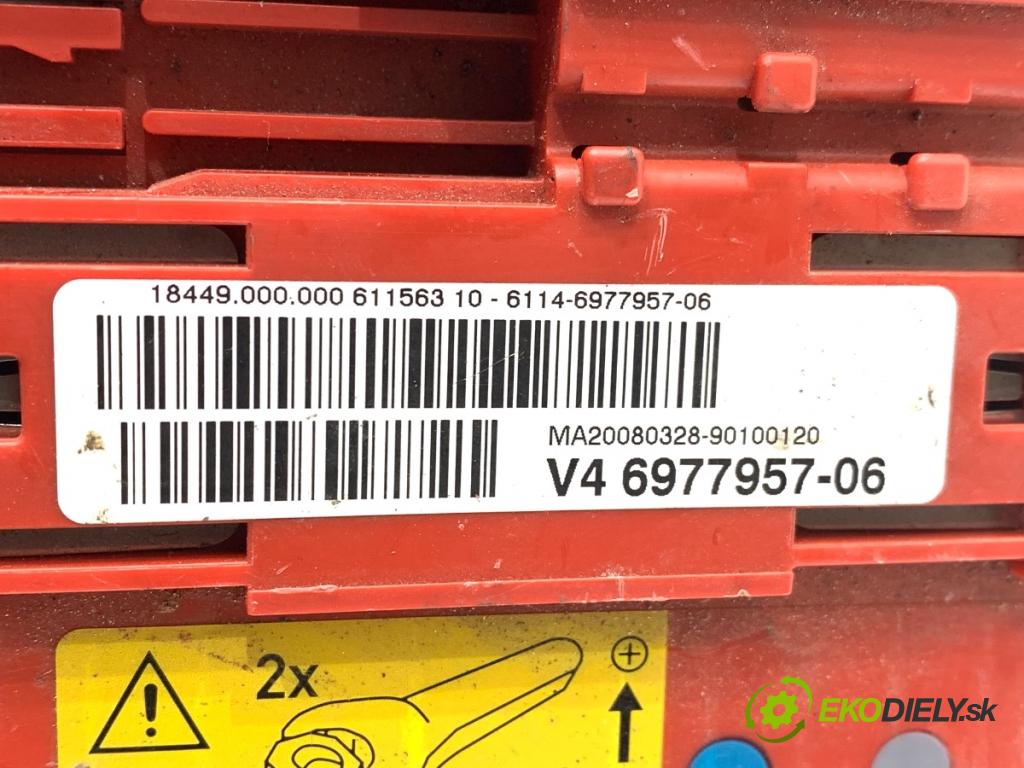 18449.000.000 611563 10 - 6114-6977957-06
MA20080328-90100120
V4 6977957-06
2x
EKODIELY.sk